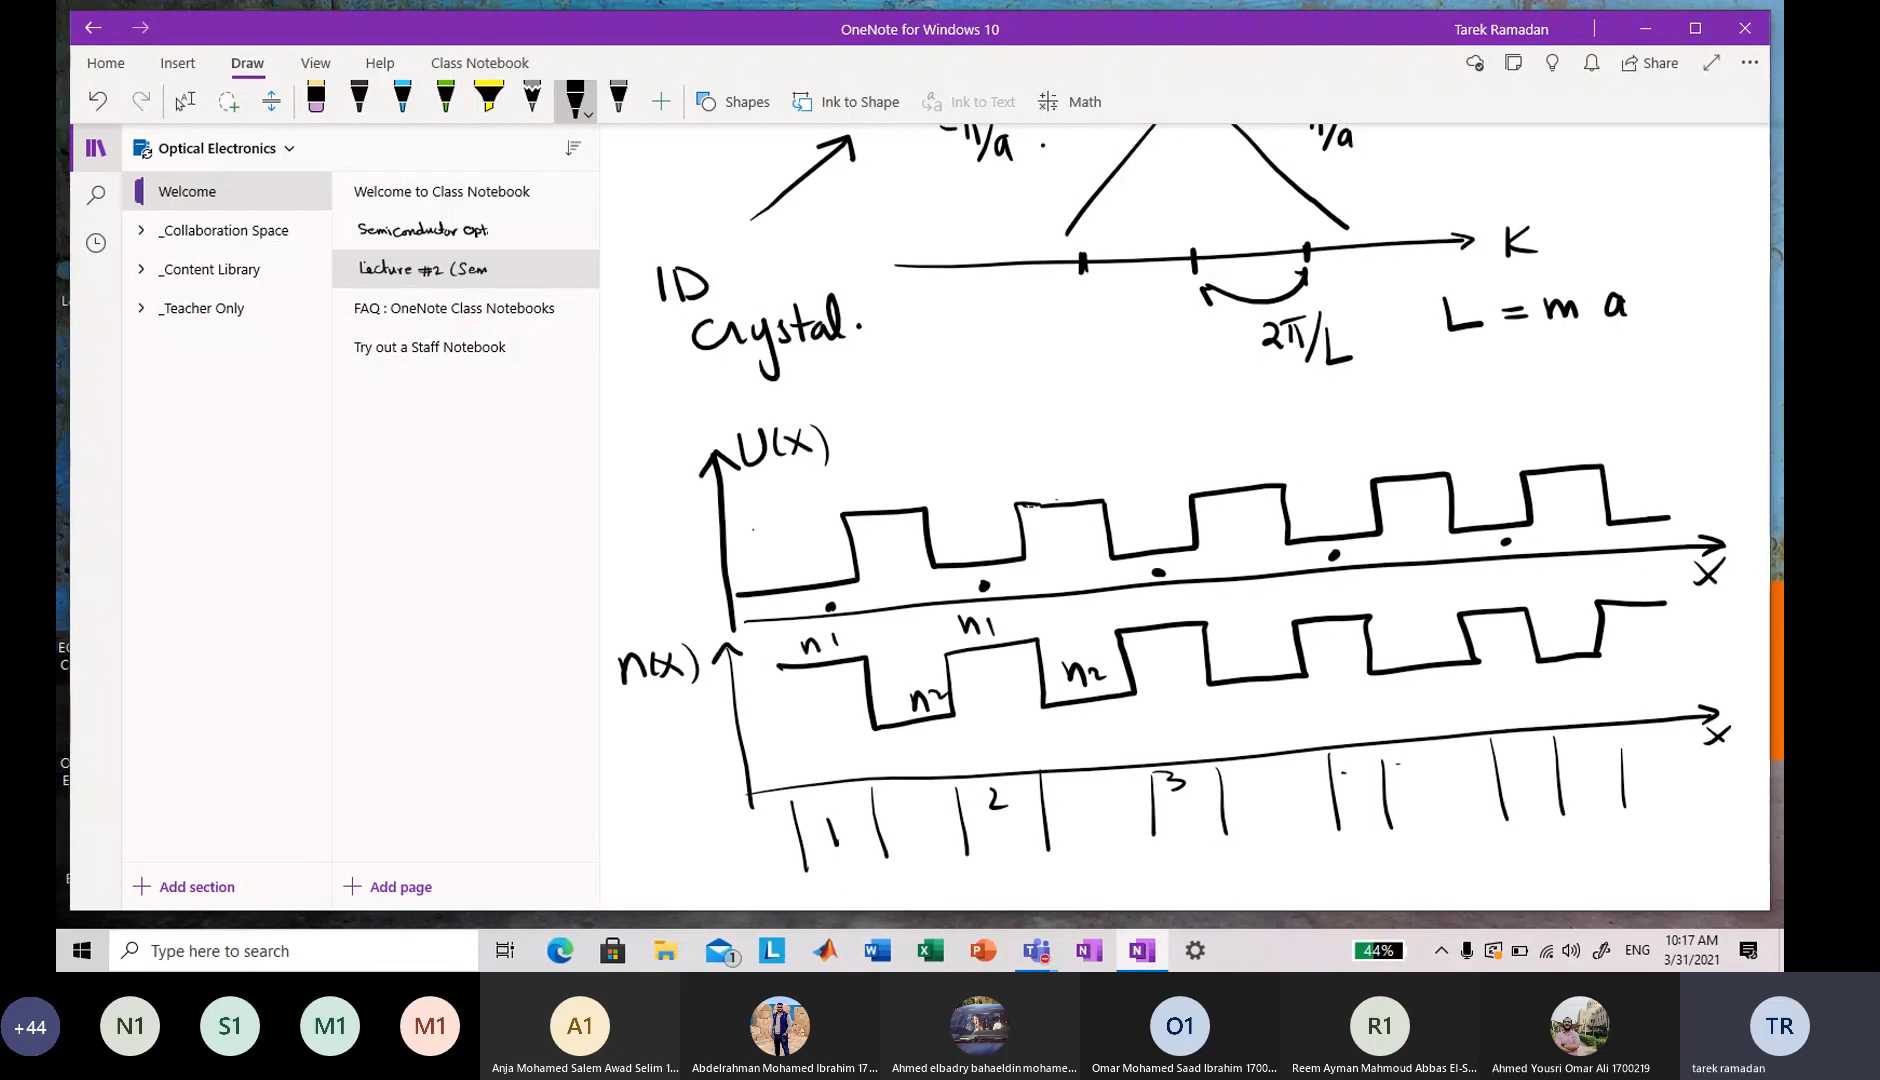 OneNote for Windows 10
Tarek Ramadan
Home Insert Draw View Help Class Notebook
Share
Shapes Ink to Shape Ink to Text Math
Optical Electronics
Welcome
_Collaboration Space
_Content Library
_Teacher Only
Welcome to Class Notebook
Semiconductor Opt
Lecture #2 (Sem
FAQ : OneNote Class Notebooks
Try out a Staff Notebook
Add section
Add page
-π/a π/a
K
1D
Crystal.
2π/L
L = m a
U(x)
x
n1 n1
n(x)
n2 n2
x
1 2 3
Type here to search
1
44%
ENG
10:17 AM
3/31/2021
+44
N1
S1
M1
M1
A1
O1
R1
TR
Anja Mohamed Salem Awad Selim 1...
Abdelrahman Mohamed Ibrahim 17...
Ahmed elbadry bahaeldin mohame...
Omar Mohamed Saad Ibrahim 1700...
Reem Ayman Mahmoud Abbas El-S...
Ahmed Yousri Omar Ali 1700219
tarek ramadan